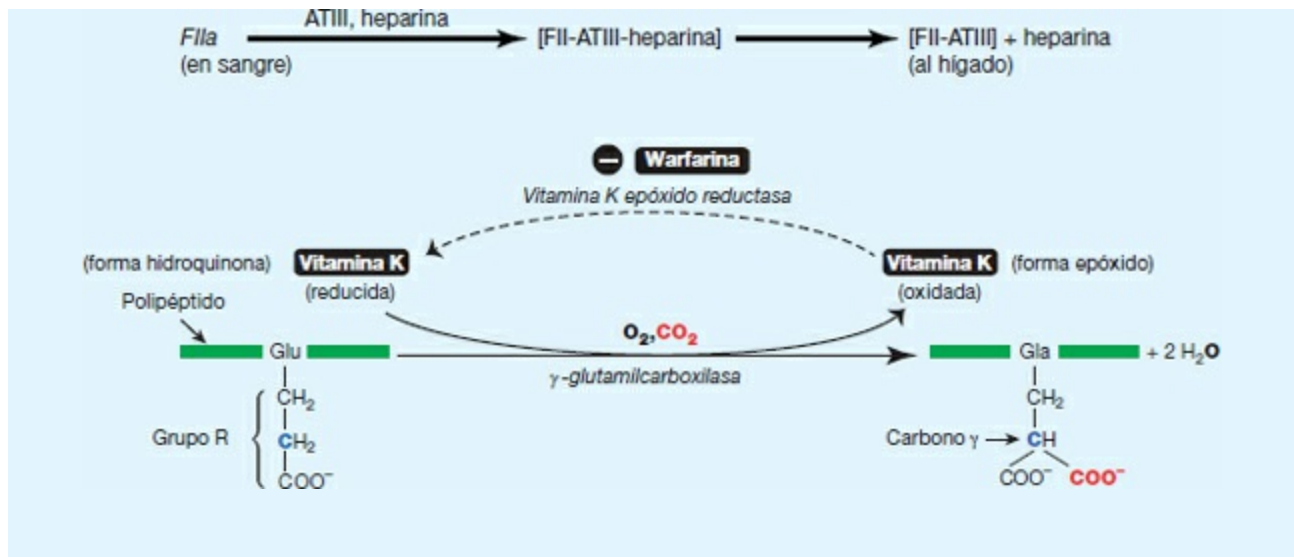 ATIII, heparina
FIIa [FII-ATIII-heparina] [FII-ATIII] + heparina
(en sangre) (al hígado)
− Warfarina
Vitamina K epóxido reductasa
(forma hidroquinona) Vitamina K Vitamina K (forma epóxido)
(reducida) (oxidada)
Polipéptido
O₂,CO₂
Glu Gla + 2 H₂O
γ-glutamilcarboxilasa
CH₂ CH₂
Grupo R CH₂ Carbono γ CH
COO⁻ COO⁻ COO⁻